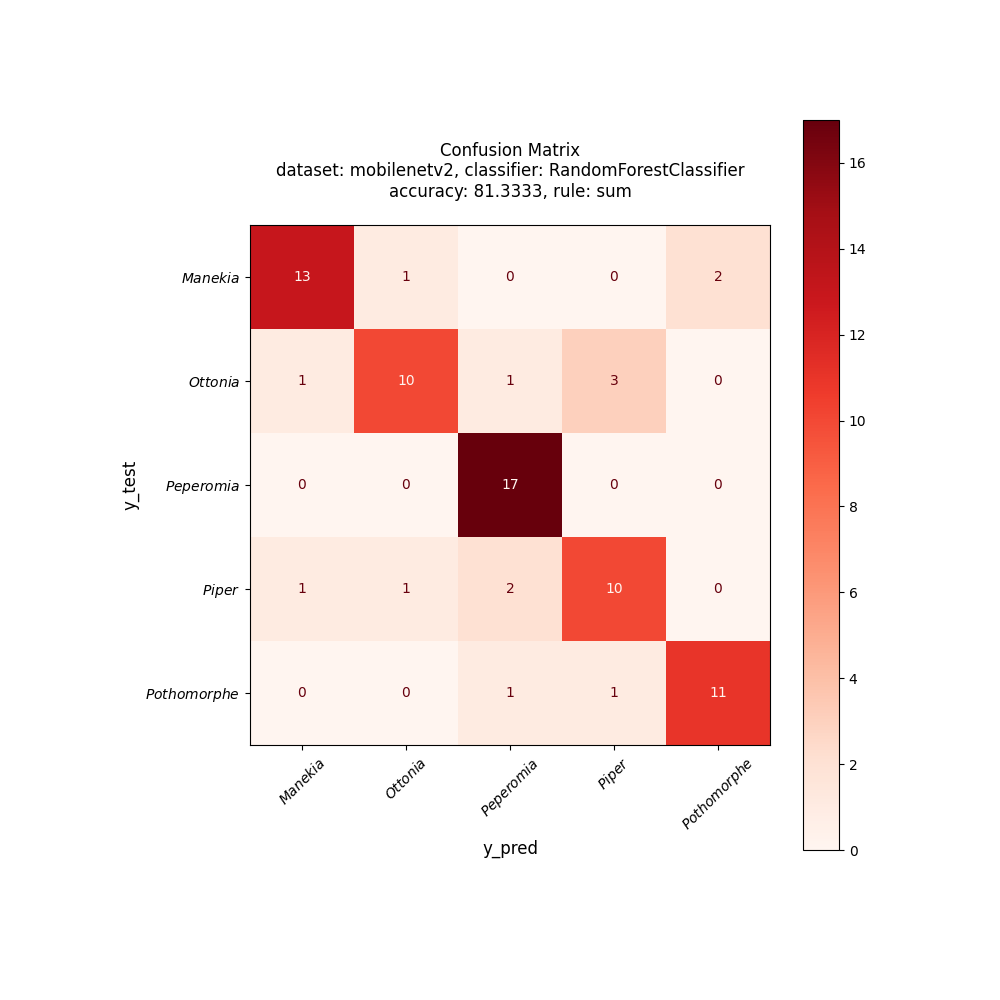 Confusion Matrix
dataset: mobilenetv2, classifier: RandomForestClassifier
accuracy: 81.3333, rule: sum
y_test
Manekia 13 1 0 0 2
Ottonia 1 10 1 3 0
Peperomia 0 0 17 0 0
Piper 1 1 2 10 0
Pothomorphe 0 0 1 1 11
Manekia Ottonia Peperomia Piper Pothomorphe
y_pred
16
14
12
10
8
6
4
2
0